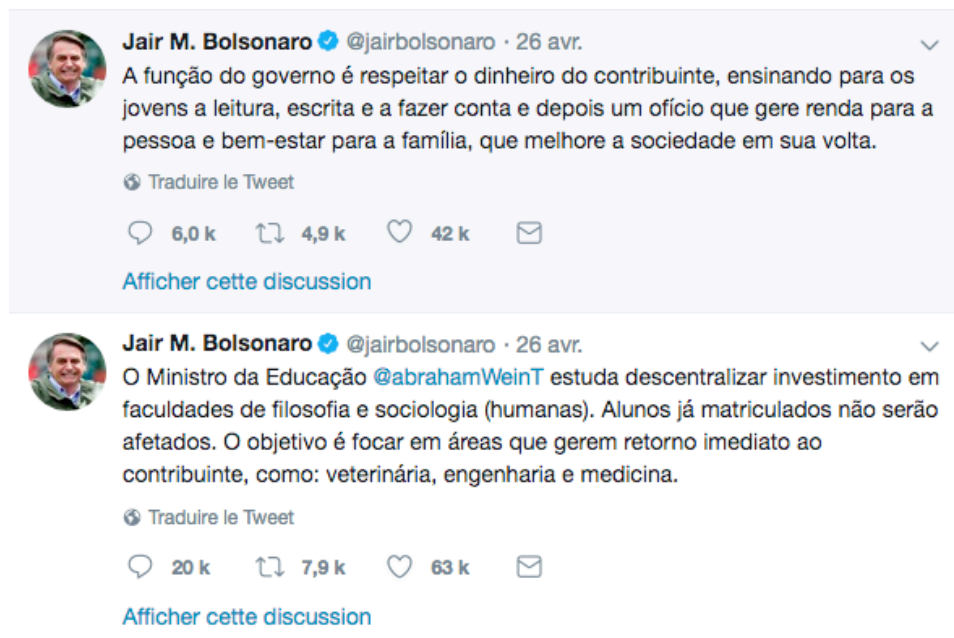 Jair M. Bolsonaro @jairbolsonaro · 26 avr.
A função do governo é respeitar o dinheiro do contribuinte, ensinando para os
jovens a leitura, escrita e a fazer conta e depois um ofício que gere renda para a
pessoa e bem-estar para a família, que melhore a sociedade em sua volta.
Traduire le Tweet
6,0 k 4,9 k 42 k
Afficher cette discussion
Jair M. Bolsonaro @jairbolsonaro · 26 avr.
O Ministro da Educação @abrahamWeinT estuda descentralizar investimento em
faculdades de filosofia e sociologia (humanas). Alunos já matriculados não serão
afetados. O objetivo é focar em áreas que gerem retorno imediato ao
contribuinte, como: veterinária, engenharia e medicina.
Traduire le Tweet
20 k 7,9 k 63 k
Afficher cette discussion